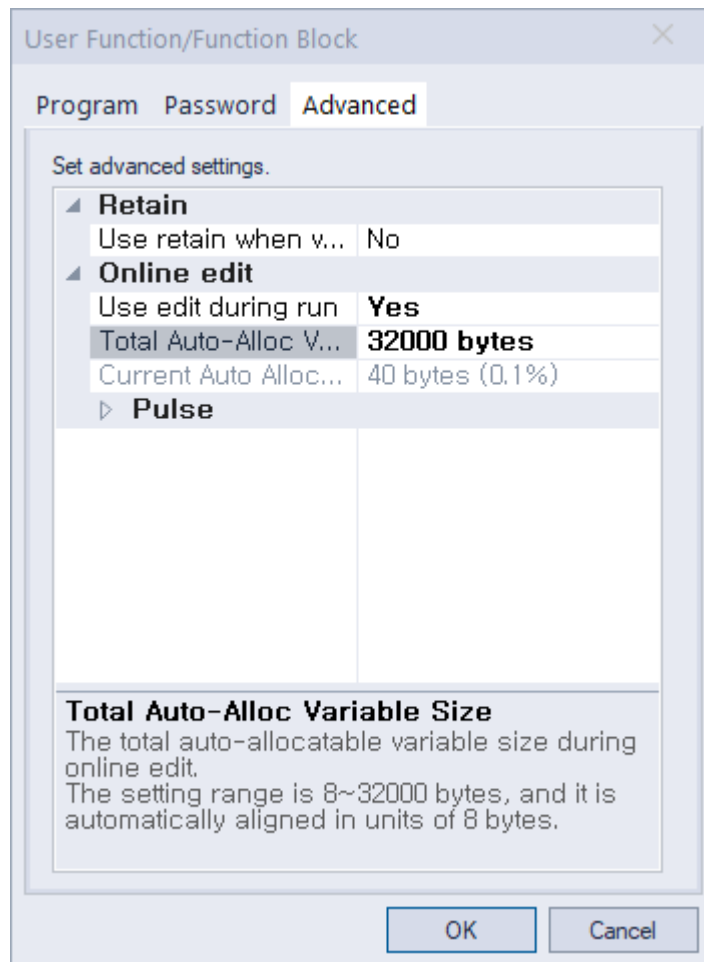 User Function/Function Block
Program Password Advanced
Set advanced settings.
Retain
Use retain when v... No
Online edit
Use edit during run Yes
Total Auto-Alloc V... 32000 bytes
Current Auto Alloc... 40 bytes (0.1%)
Pulse
Total Auto-Alloc Variable Size
The total auto-allocatable variable size during
online edit.
The setting range is 8~32000 bytes, and it is
automatically aligned in units of 8 bytes.
OK Cancel